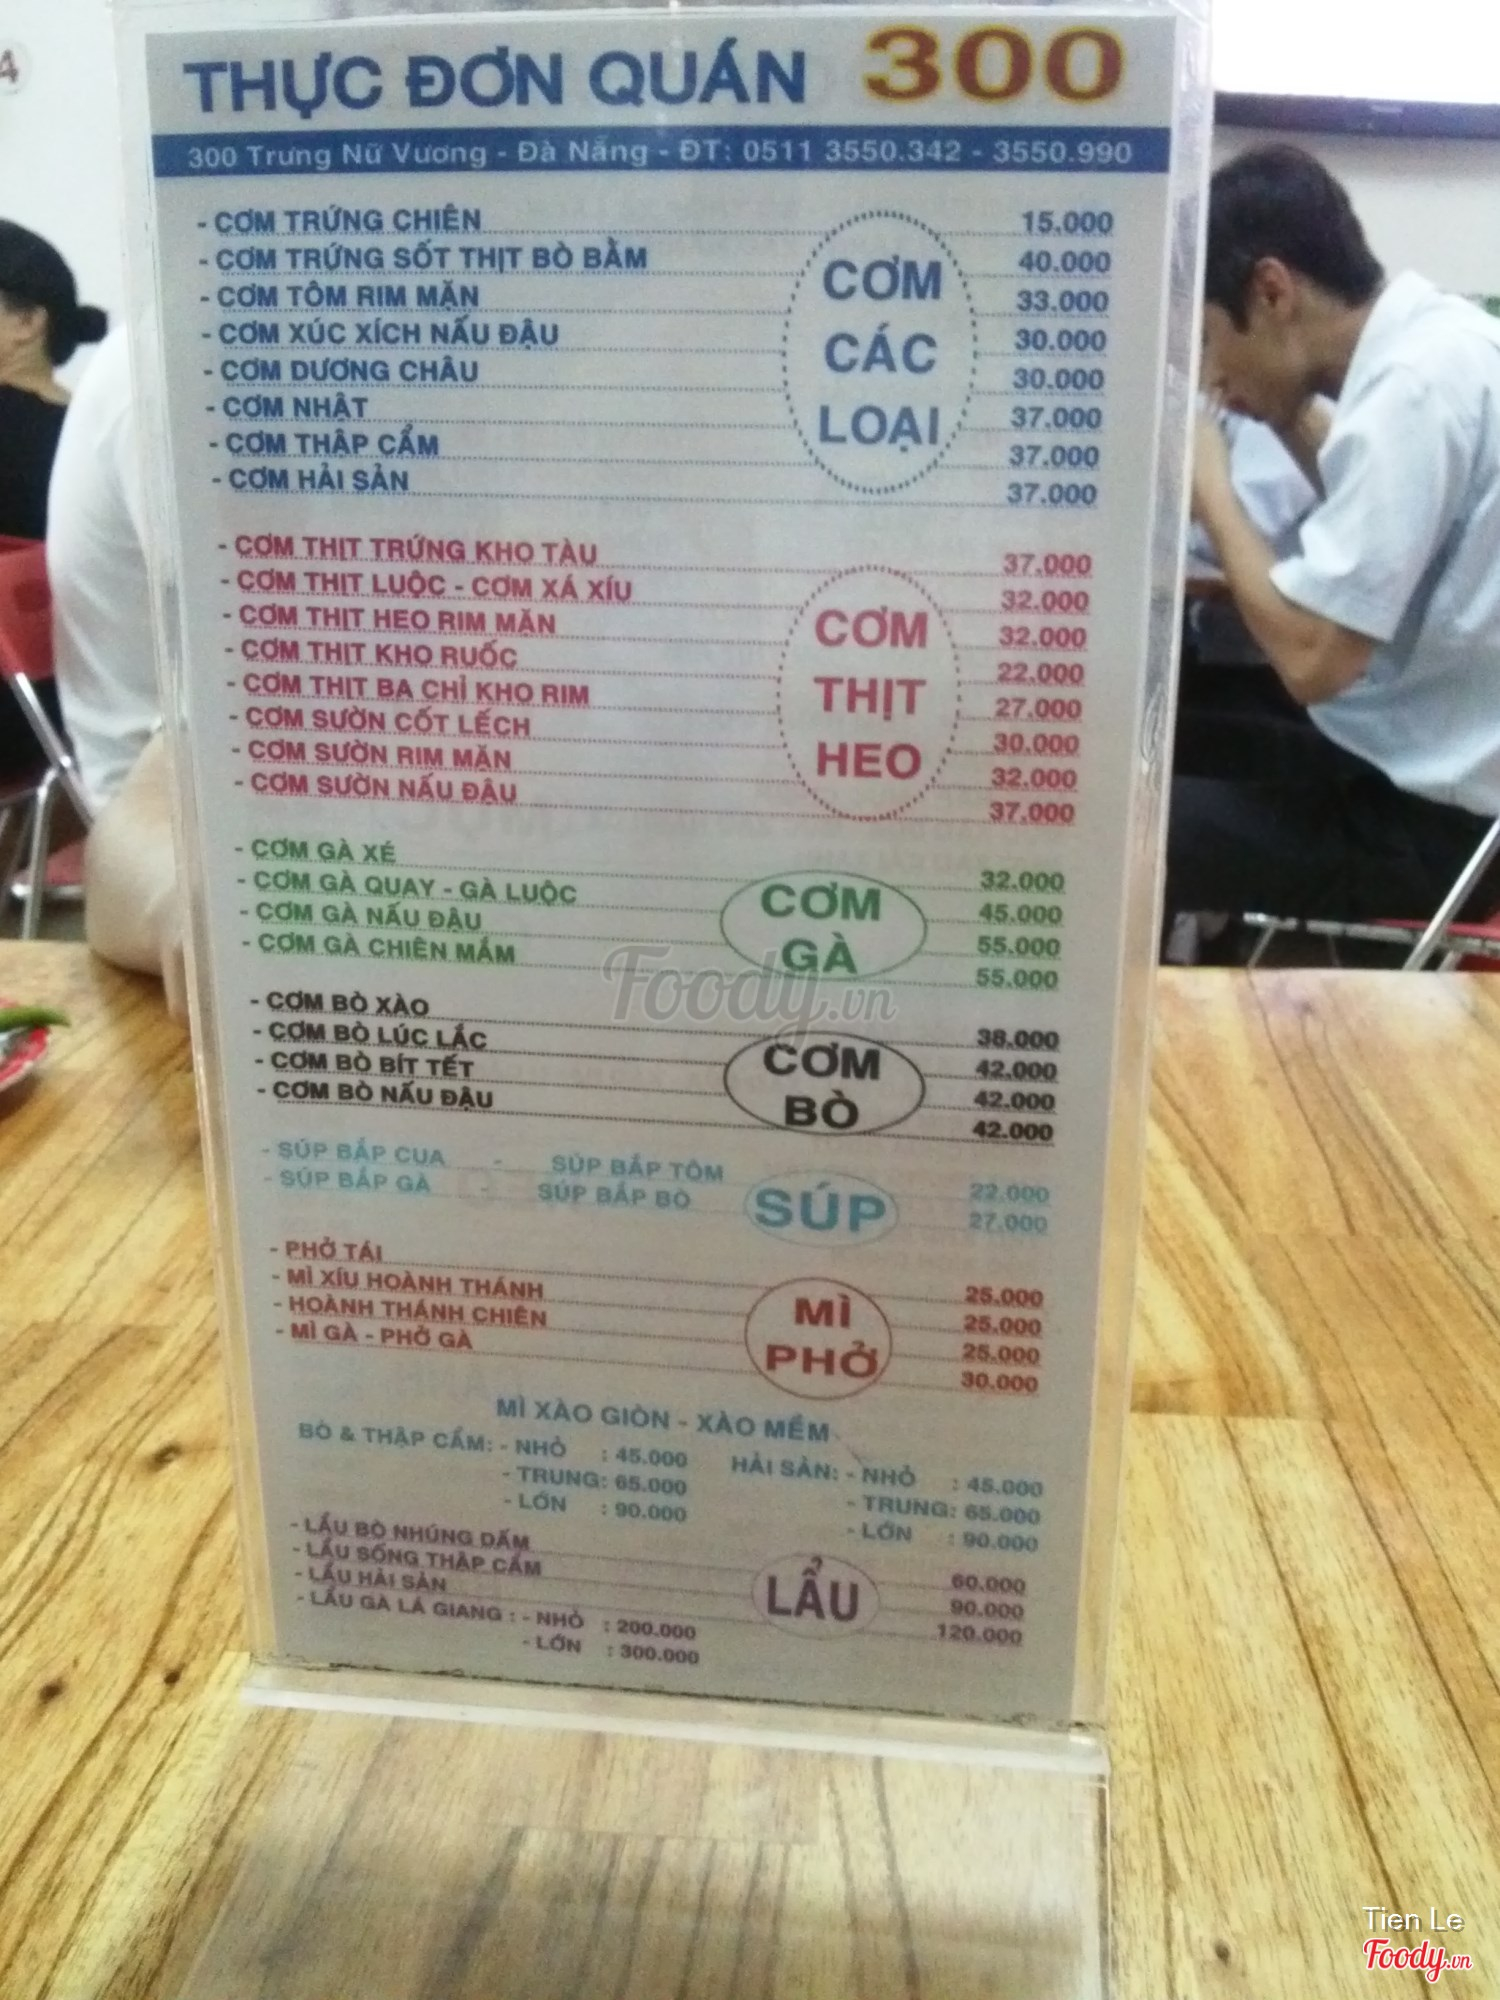 THỰC ĐƠN QUÁN 300
300 Trưng Nữ Vương - Đà Nẵng - ĐT: 0511 3550.342 - 3550.990
CƠM CÁC LOẠI
- CƠM TRỨNG CHIÊN 15.000
- CƠM TRỨNG SỐT THỊT BÒ BẰM 40.000
- CƠM TÔM RIM MẶN 33.000
- CƠM XÚC XÍCH NẤU ĐẬU 30.000
- CƠM DƯƠNG CHÂU 30.000
- CƠM NHẬT 37.000
- CƠM THẬP CẨM 37.000
- CƠM HẢI SẢN 37.000
CƠM THỊT HEO
- CƠM THỊT TRỨNG KHO TÀU 37.000
- CƠM THỊT LUỘC - CƠM XÁ XÍU 32.000
- CƠM THỊT HEO RIM MẶN 32.000
- CƠM THỊT KHO RUỐC 22.000
- CƠM THỊT BA CHỈ KHO RIM 27.000
- CƠM SƯỜN CỐT LẾCH 30.000
- CƠM SƯỜN RIM MẶN 32.000
- CƠM SƯỜN NẤU ĐẬU 37.000
CƠM GÀ
- CƠM GÀ XÉ 32.000
- CƠM GÀ QUAY - GÀ LUỘC 45.000
- CƠM GÀ NẤU ĐẬU 55.000
- CƠM GÀ CHIÊN MẮM 55.000
CƠM BÒ
- CƠM BÒ XÀO 38.000
- CƠM BÒ LÚC LẮC 42.000
- CƠM BÒ BÍT TẾT 42.000
- CƠM BÒ NẤU ĐẬU 42.000
SÚP
- SÚP BẮP CUA - SÚP BẮP TÔM 22.000
- SÚP BẮP GÀ - SÚP BẮP BÒ 27.000
MÌ PHỞ
- PHỞ TÁI 25.000
- MÌ XÍU HOÀNH THÁNH 25.000
- HOÀNH THÁNH CHIÊN 25.000
- MÌ GÀ - PHỞ GÀ 30.000
MÌ XÀO GIÒN - XÀO MỀM
BÒ & THẬP CẨM: - NHỎ : 45.000 HẢI SẢN: - NHỎ : 45.000
- TRUNG: 65.000 - TRUNG: 65.000
- LỚN : 90.000 - LỚN : 90.000
LẨU
- LẨU BÒ NHÚNG DẤM 60.000
- LẨU SỐNG THẬP CẨM 90.000
- LẨU HẢI SẢN 120.000
- LẨU GÀ LÁ GIANG : - NHỎ : 200.000
- LỚN : 300.000
4
Foody.vn
Tien Le
Foody.vn